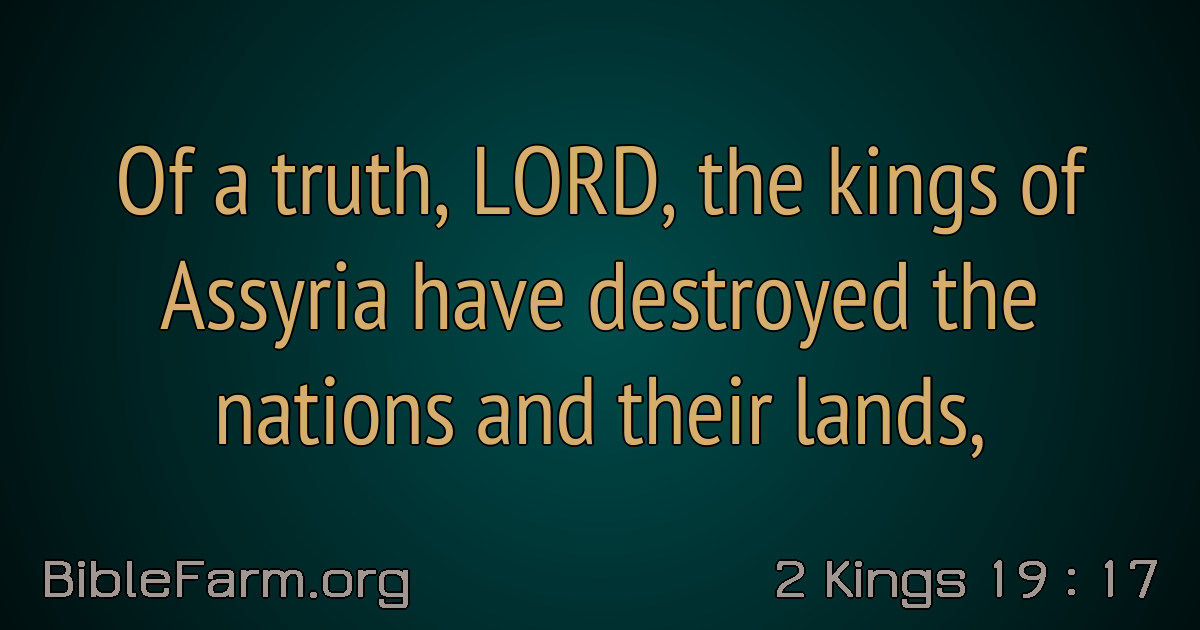 Of a truth, LORD, the kings of
Assyria have destroyed the
nations and their lands,
BibleFarm.org
2 Kings 19 : 17